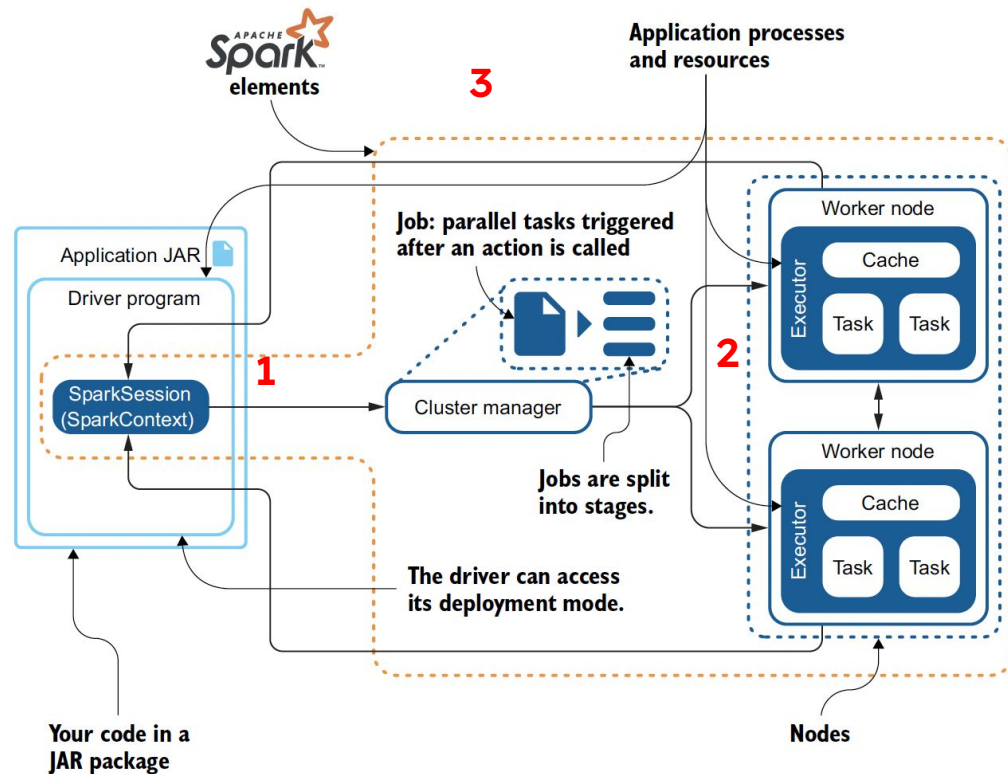 APACHE
Spark™
elements
3
Application processes
and resources
Job: parallel tasks triggered
after an action is called
Application JAR
Driver program
1
SparkSession
(SparkContext)
Cluster manager
2
Worker node
Executor
Cache
Task
Task
Worker node
Executor
Cache
Task
Task
Jobs are split
into stages.
The driver can access
its deployment mode.
Your code in a
JAR package
Nodes